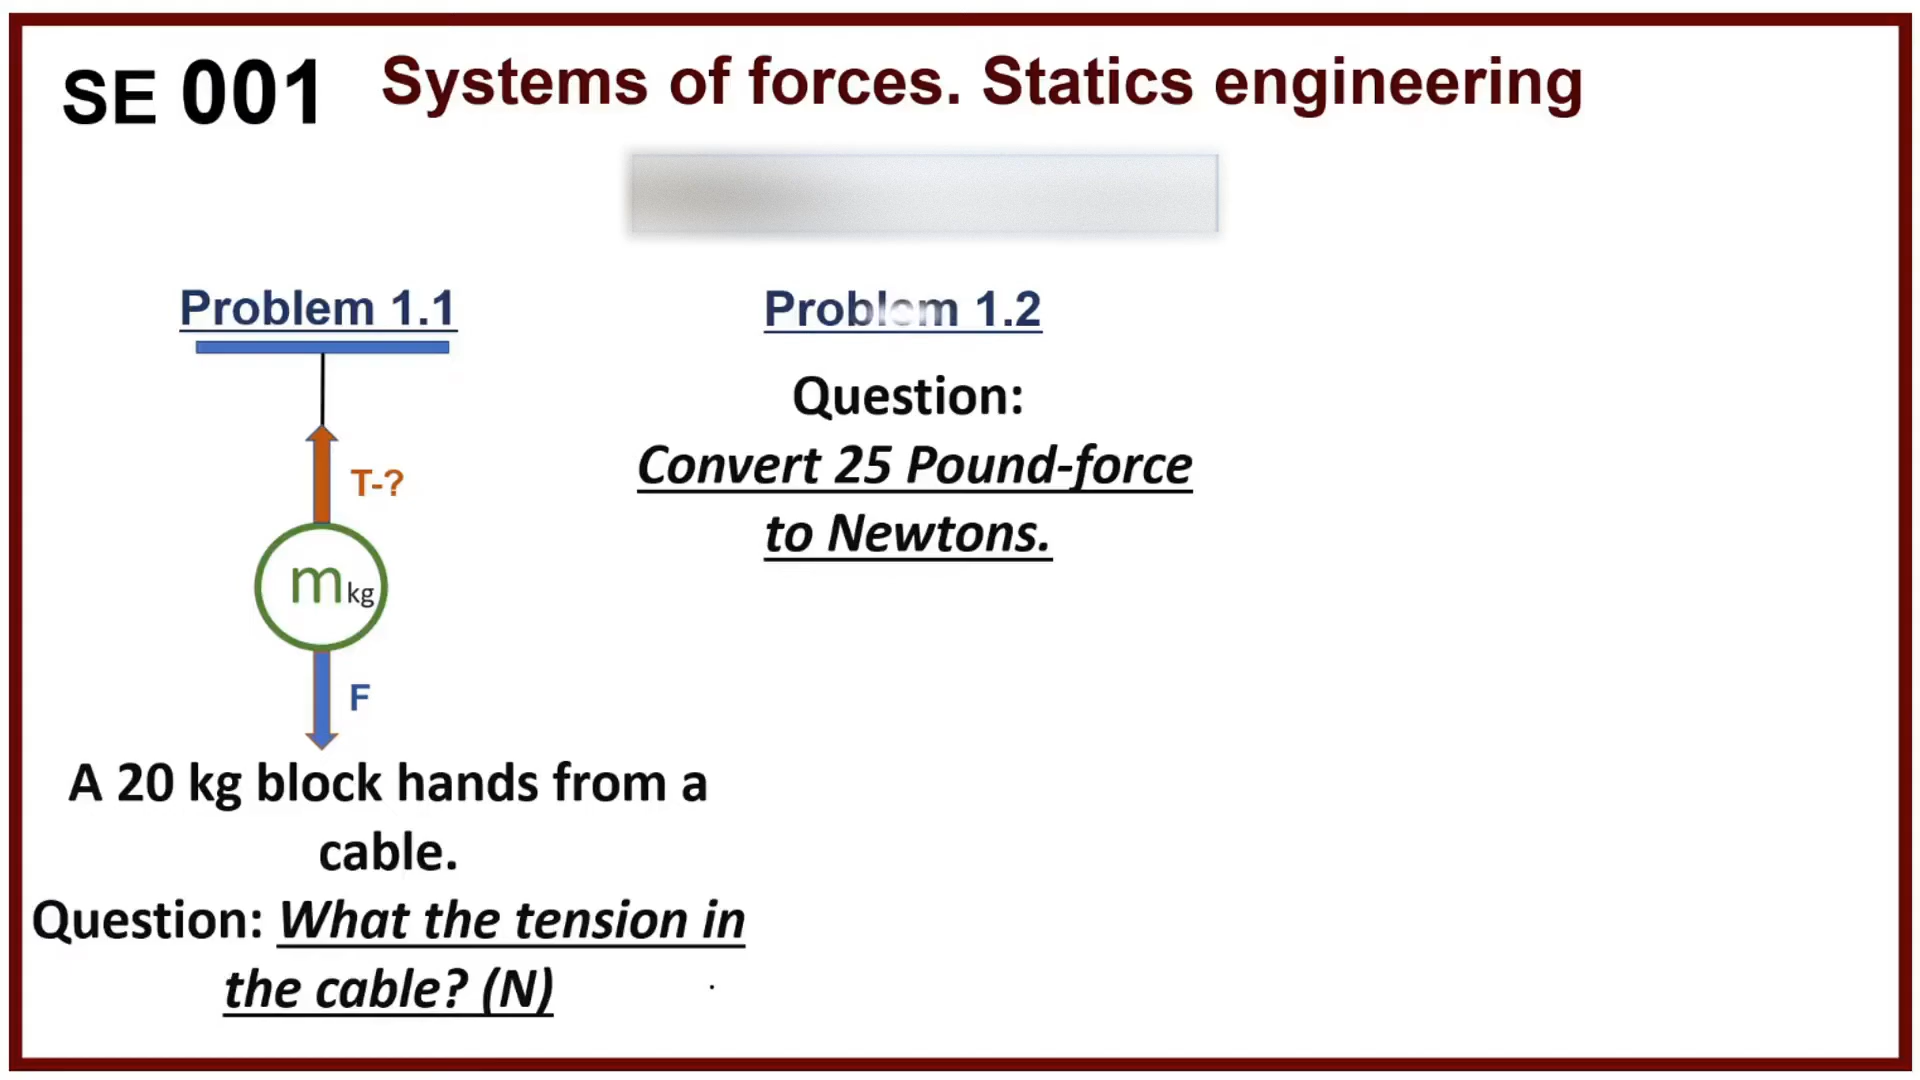 SE 001
Systems of forces. Statics engineering
Problem 1.1
T-?
m kg
F
A 20 kg block hands from a
cable.
Question: What the tension in
the cable? (N)
Problem 1.2
Question:
Convert 25 Pound-force
to Newtons.